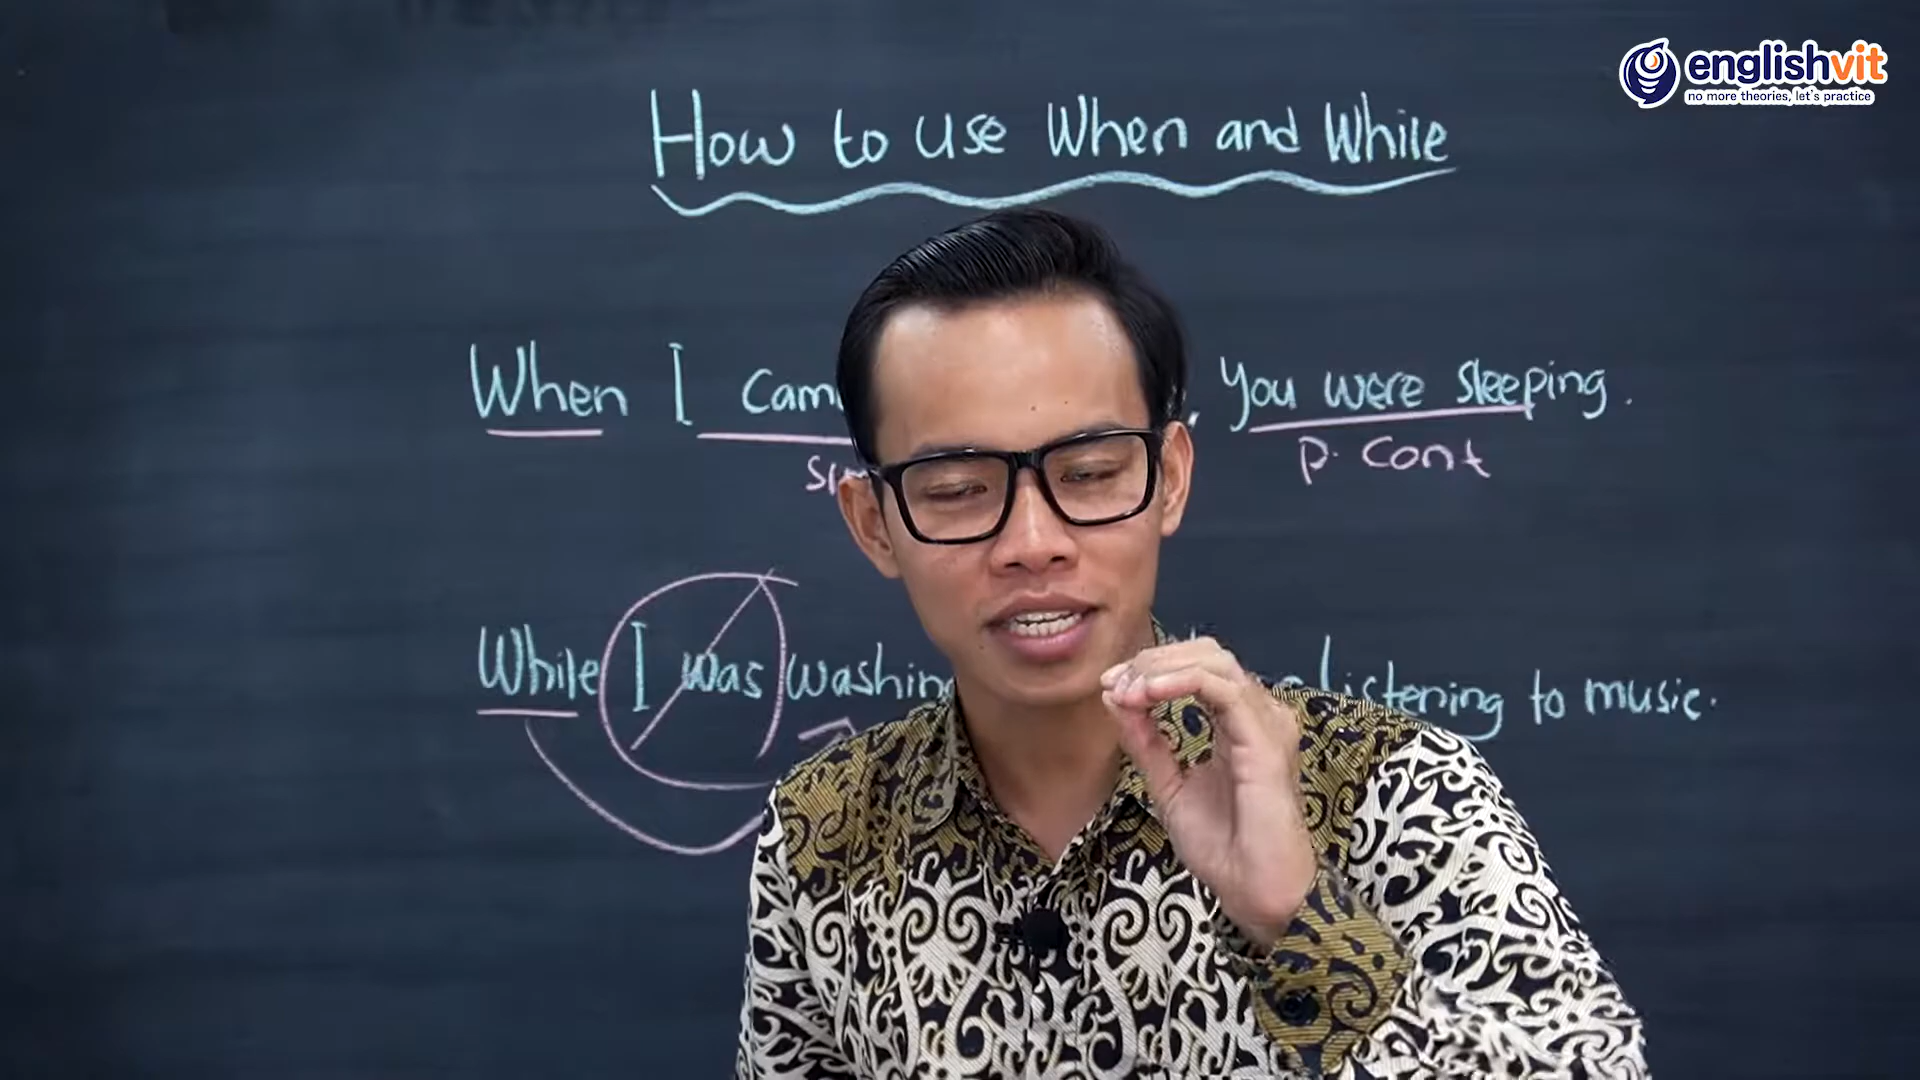 englishvit
no more theories, let's practice
How to use When and While
When I cam , You were sleeping.
P. Cont
While I was washing listening to music.